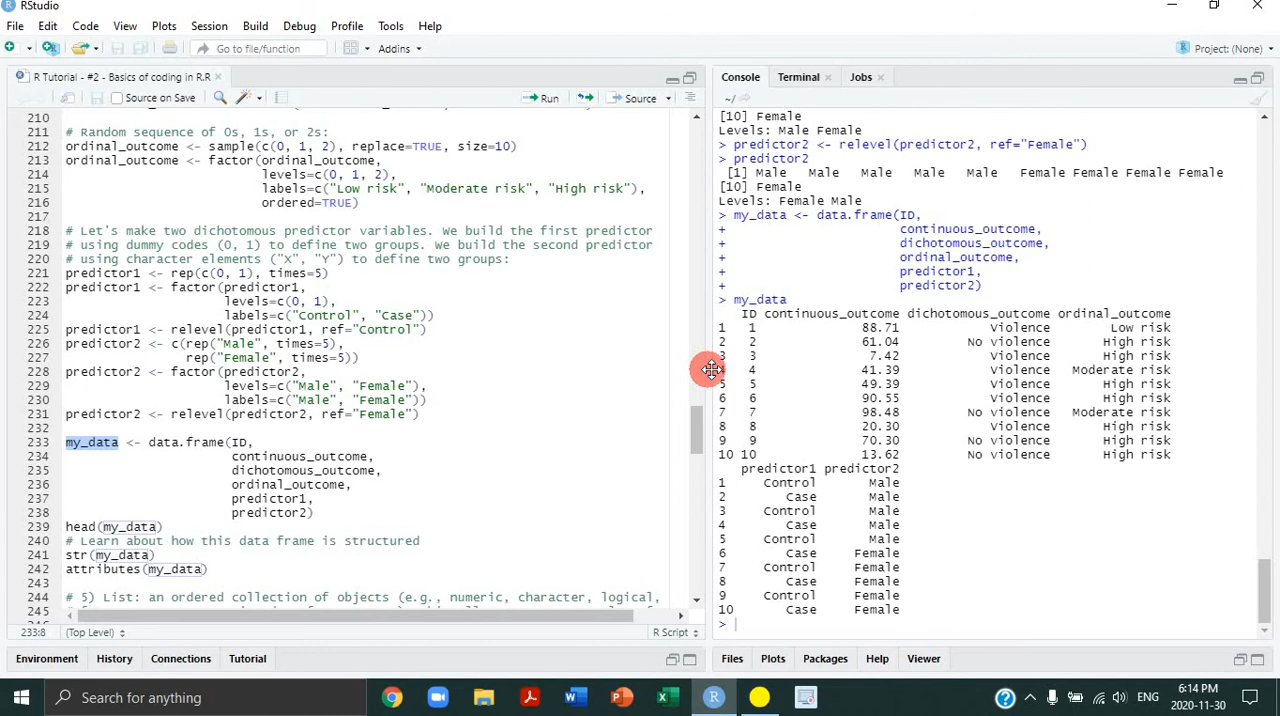 RStudio
File Edit Code View Plots Session Build Debug Profile Tools Help
Go to file/function Addins Project: (None)
R Tutorial - #2 - Basics of coding in R.R
Source on Save Run Source
210
211 # Random sequence of 0s, 1s, or 2s:
212 ordinal_outcome <- sample(c(0, 1, 2), replace=TRUE, size=10)
213 ordinal_outcome <- factor(ordinal_outcome,
214 levels=c(0, 1, 2),
215 labels=c("Low risk", "Moderate risk", "High risk"),
216 ordered=TRUE)
217
218 # Let's make two dichotomous predictor variables. We build the first predictor
219 # using dummy codes (0, 1) to define two groups. We build the second predictor
220 # using character elements ("X", "Y") to define two groups:
221 predictor1 <- rep(c(0, 1), times=5)
222 predictor1 <- factor(predictor1,
223 levels=c(0, 1),
224 labels=c("Control", "Case"))
225 predictor1 <- relevel(predictor1, ref="Control")
226 predictor2 <- c(rep("Male", times=5),
227 rep("Female", times=5))
228 predictor2 <- factor(predictor2,
229 levels=c("Male", "Female"),
230 labels=c("Male", "Female"))
231 predictor2 <- relevel(predictor2, ref="Female")
232
233 my_data <- data.frame(ID,
234 continuous_outcome,
235 dichotomous_outcome,
236 ordinal_outcome,
237 predictor1,
238 predictor2)
239 head(my_data)
240 # Learn about how this data frame is structured
241 str(my_data)
242 attributes(my_data)
243
244 # 5) List: an ordered collection of objects (e.g., numeric, character, logical,
245
233:8 (Top Level) R Script
Environment History Connections Tutorial
Console Terminal Jobs
~/
[10] Female
Levels: Male Female
> predictor2 <- relevel(predictor2, ref="Female")
> predictor2
[1] Male Male Male Male Male Female Female Female Female
[10] Female
Levels: Female Male
> my_data <- data.frame(ID,
+ continuous_outcome,
+ dichotomous_outcome,
+ ordinal_outcome,
+ predictor1,
+ predictor2)
> my_data
ID continuous_outcome dichotomous_outcome ordinal_outcome
1 1 88.71 Violence Low risk
2 2 61.04 No violence High risk
3 3 7.42 Violence High risk
4 41.39 Violence Moderate risk
5 5 49.39 Violence High risk
6 6 90.55 Violence High risk
7 7 98.48 No violence Moderate risk
8 8 20.30 Violence High risk
9 9 70.30 No violence High risk
10 10 13.62 No violence High risk
predictor1 predictor2
1 Control Male
2 Case Male
3 Control Male
4 Case Male
5 Control Male
6 Case Female
7 Control Female
8 Case Female
9 Control Female
10 Case Female
>
Files Plots Packages Help Viewer
Search for anything
ENG
6:14 PM
2020-11-30